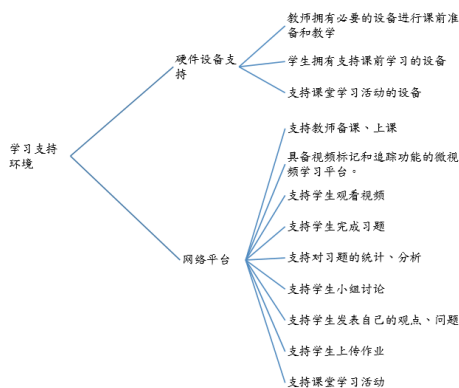 学习支持
环境
硬件设备支
持
教师拥有必要的设备进行课前准
备和教学
学生拥有支持课前学习的设备
支持课堂学习活动的设备
网络平台
支持教师备课、上课
具备视频标记和追踪功能的微视
频学习平台。
支持学生观看视频
支持学生完成习题
支持对习题的统计、分析
支持学生小组讨论
支持学生发表自己的观点、问题
支持学生上传作业
支持课堂学习活动